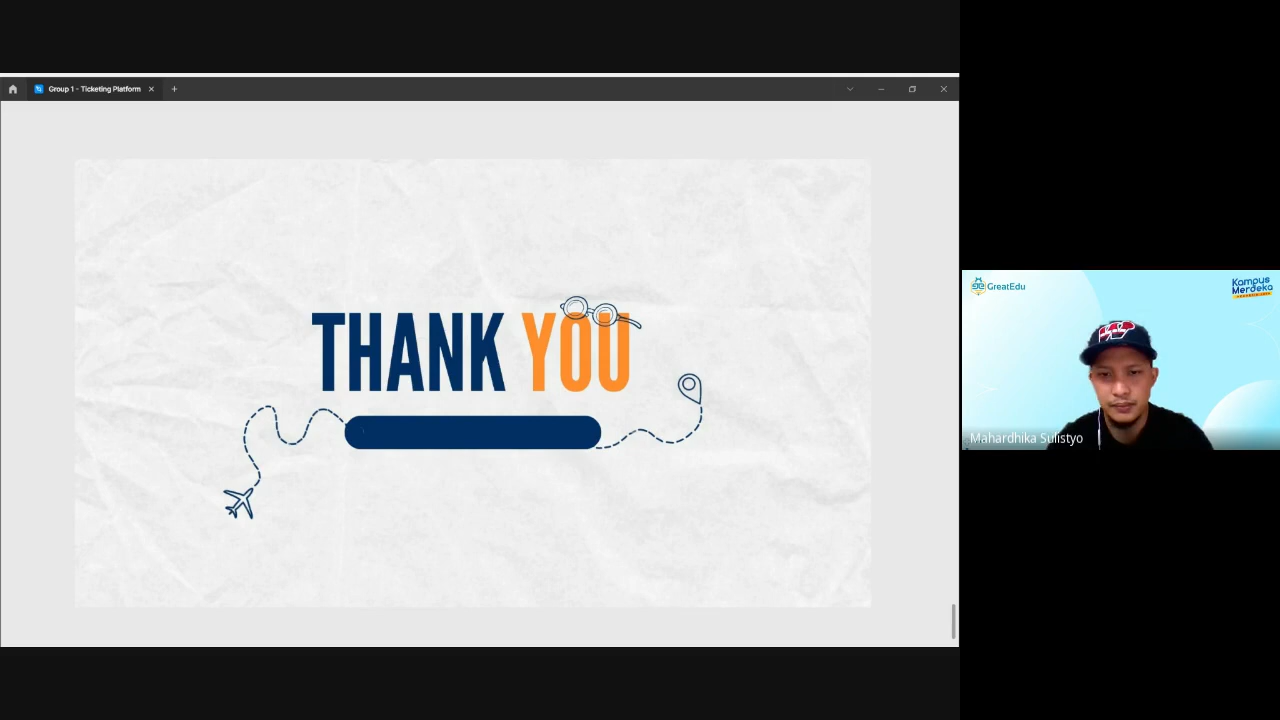 Group 1 - Ticketing Platform
THANK YOU
GreatEdu
Kampus
Merdeka
Mahardhika Sulistyo